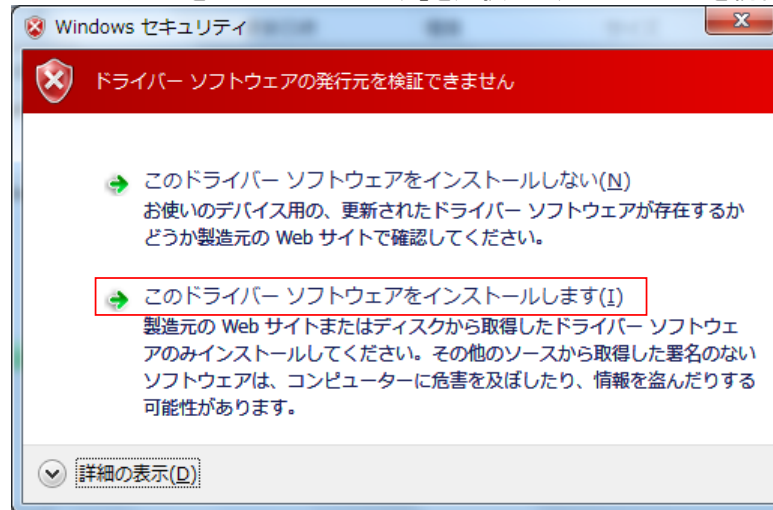 Windows セキュリティ
ドライバー ソフトウェアの発行元を検証できません
このドライバー ソフトウェアをインストールしない(N)
お使いのデバイス用の、更新されたドライバー ソフトウェアが存在するか
どうか製造元の Web サイトで確認してください。
このドライバー ソフトウェアをインストールします(I)
製造元の Web サイトまたはディスクから取得したドライバー ソフトウェ
アのみインストールしてください。その他のソースから取得した署名のない
ソフトウェアは、コンピューターに危害を及ぼしたり、情報を盗んだりする
可能性があります。
詳細の表示(D)